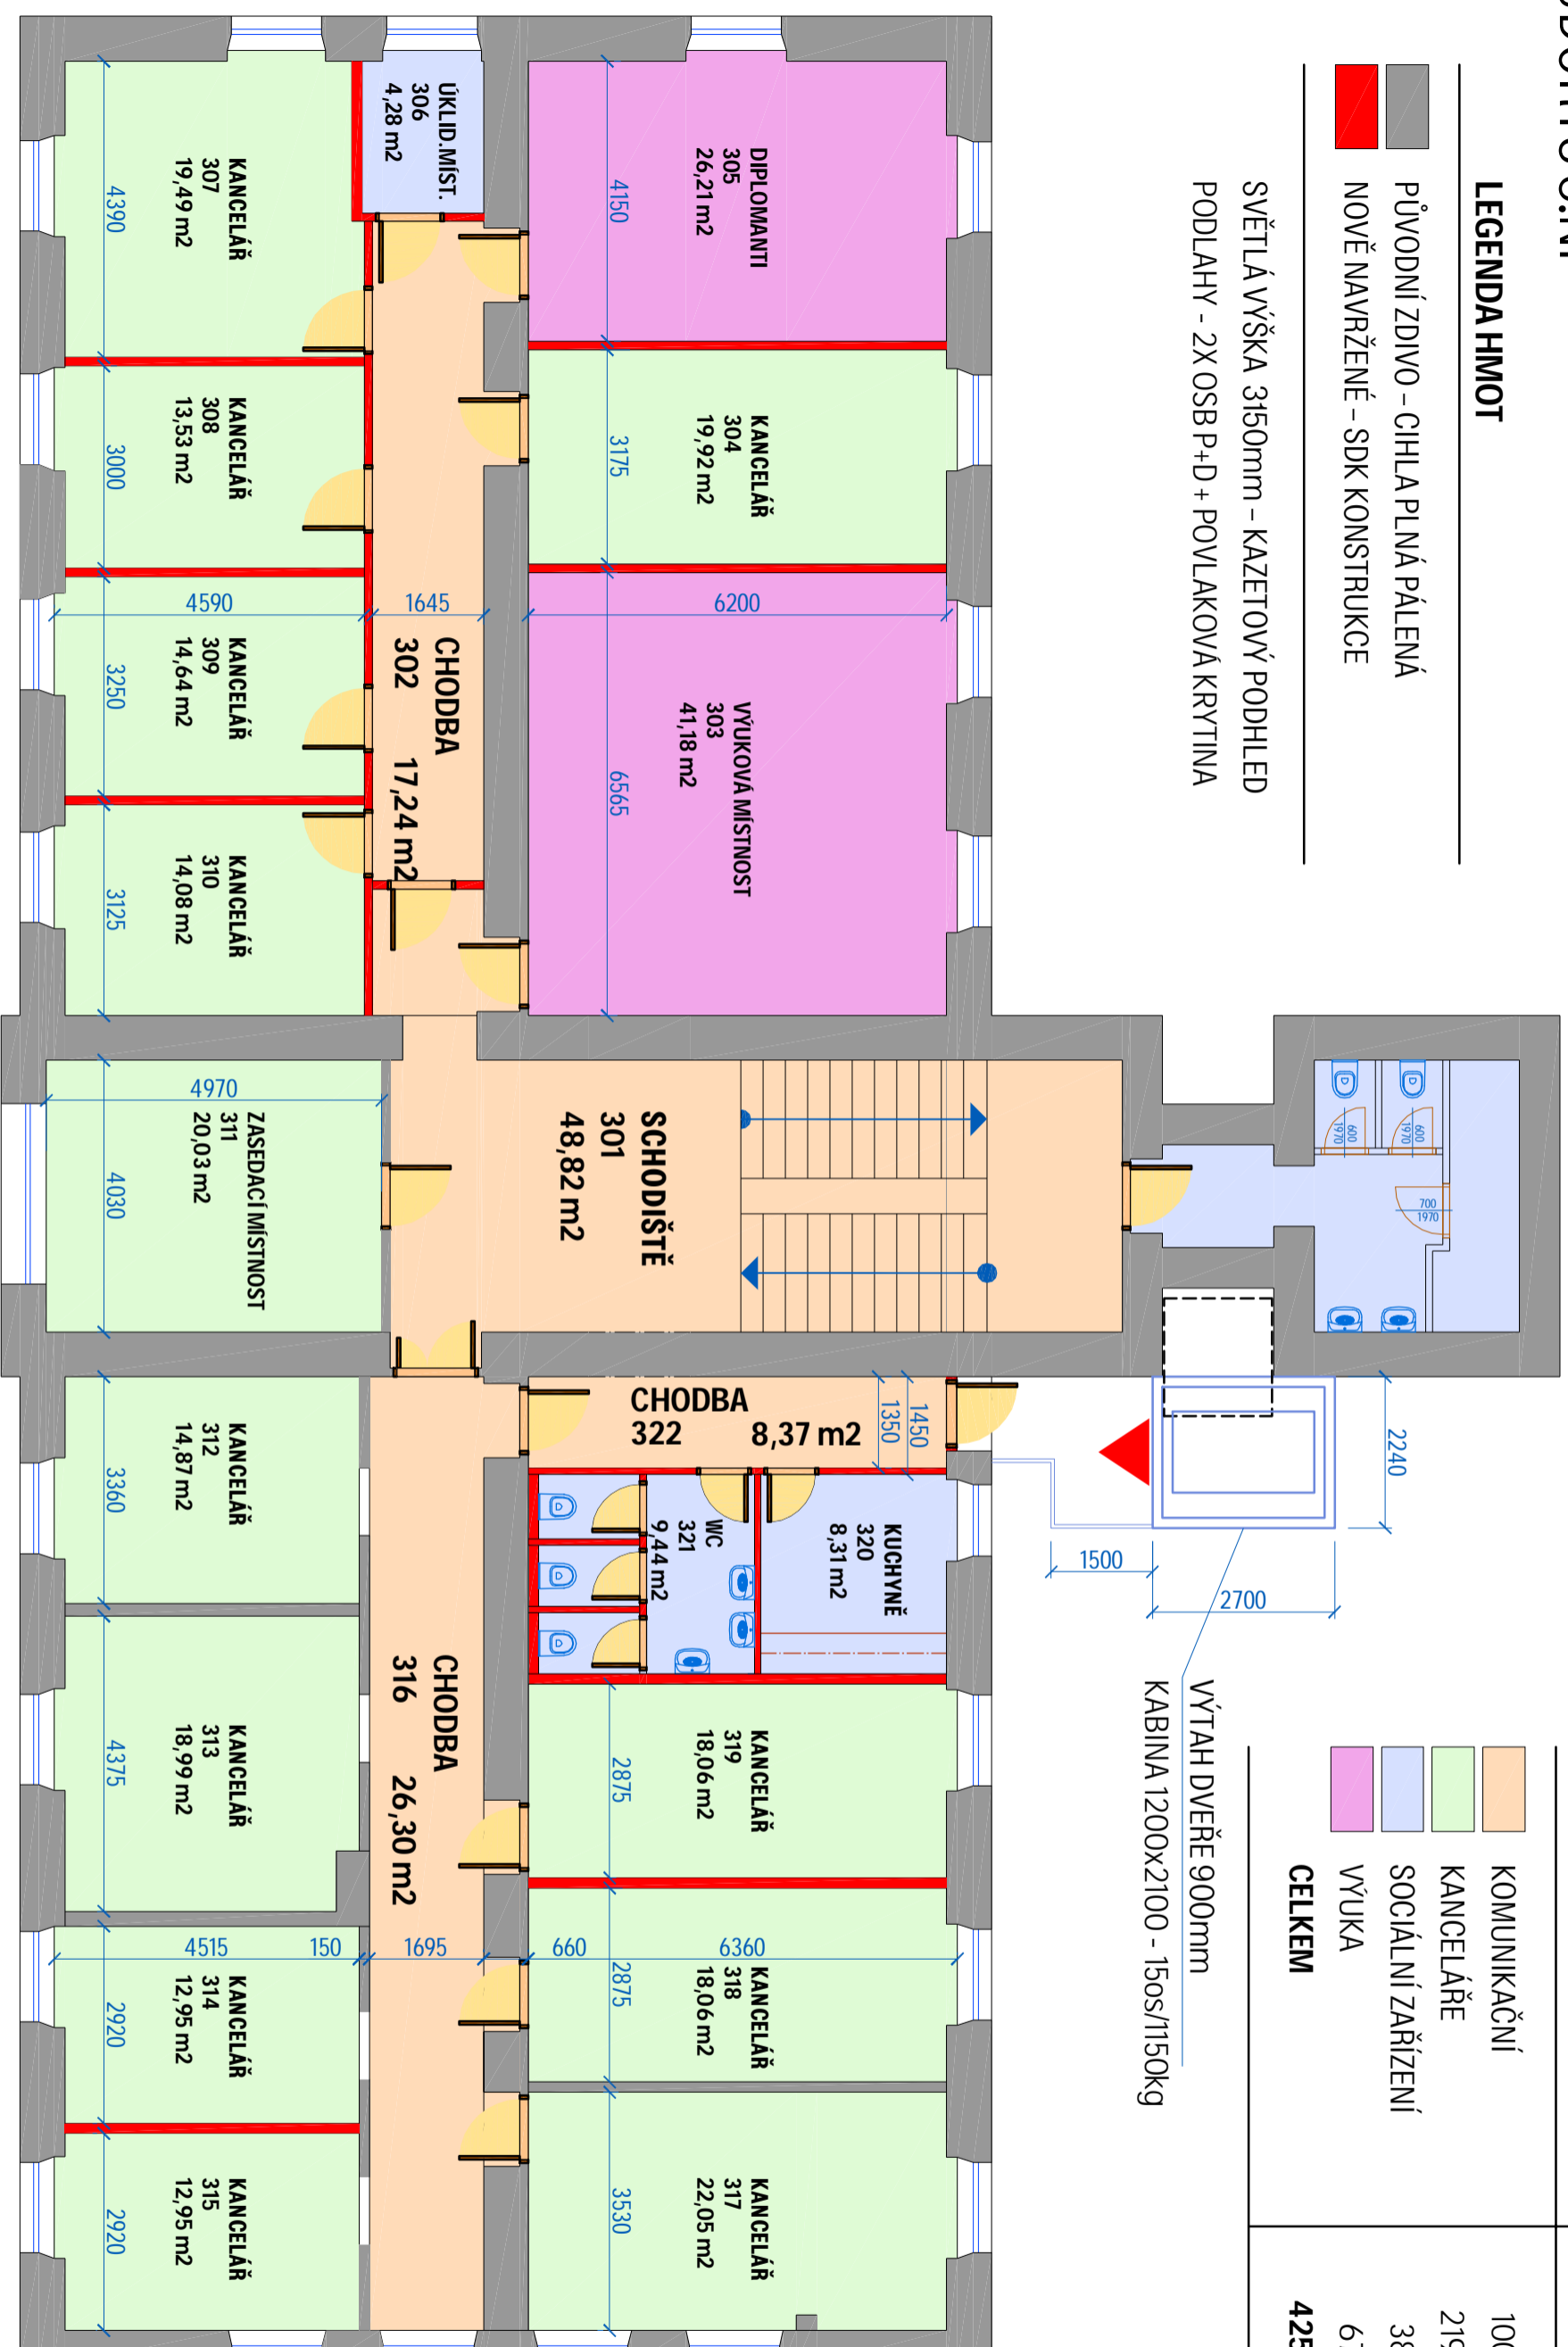 LEGENDA HMOT
PŮVODNÍ ZDIVO - CIHLA PLNÁ PÁLENÁ
NOVĚ NAVRŽENÉ - SDK KONSTRUKCE
SVĚTLÁ VÝŠKA 3150mm - KAZETOVÝ PODHLED
PODLAHY - 2X OSB P+D + POVLAKOVÁ KRYTINA
KOMUNIKAČNÍ
KANCELÁŘE
219
SOCIÁLNÍ ZAŘÍZENÍ
38
VÝUKA
CELKEM
425
VÝTAH DVEŘE 900mm
KABINA 1200x2100 - 15os/1150kg
2240
2700
1500
600
1970
600
1970
700
1970
DIPLOMANTI
305
26,21 m2
4150
KANCELÁŘ
304
19,92 m2
3175
VÝUKOVÁ MÍSTNOST
303
41,18 m2
6565
6200
ÚKLID.MÍST.
306
4,28 m2
CHODBA
302 17,24 m2
1645
KANCELÁŘ
307
19,49 m2
4390
KANCELÁŘ
308
13,53 m2
3000
KANCELÁŘ
309
14,64 m2
3250
4590
KANCELÁŘ
310
14,08 m2
3125
SCHODIŠTĚ
301
48,82 m2
ZASEDACÍ MÍSTNOST
311
20,03 m2
4970
4030
CHODBA
322 8,37 m2
1350
1450
KUCHYNĚ
320
8,31 m2
WC
321
9,44 m2
KANCELÁŘ
319
18,06 m2
2875
KANCELÁŘ
318
18,06 m2
2875
6360
660
KANCELÁŘ
317
22,05 m2
3530
CHODBA
316 26,30 m2
1695
KANCELÁŘ
312
14,87 m2
3360
KANCELÁŘ
313
18,99 m2
4375
KANCELÁŘ
314
12,95 m2
2920
4515
150
KANCELÁŘ
315
12,95 m2
2920